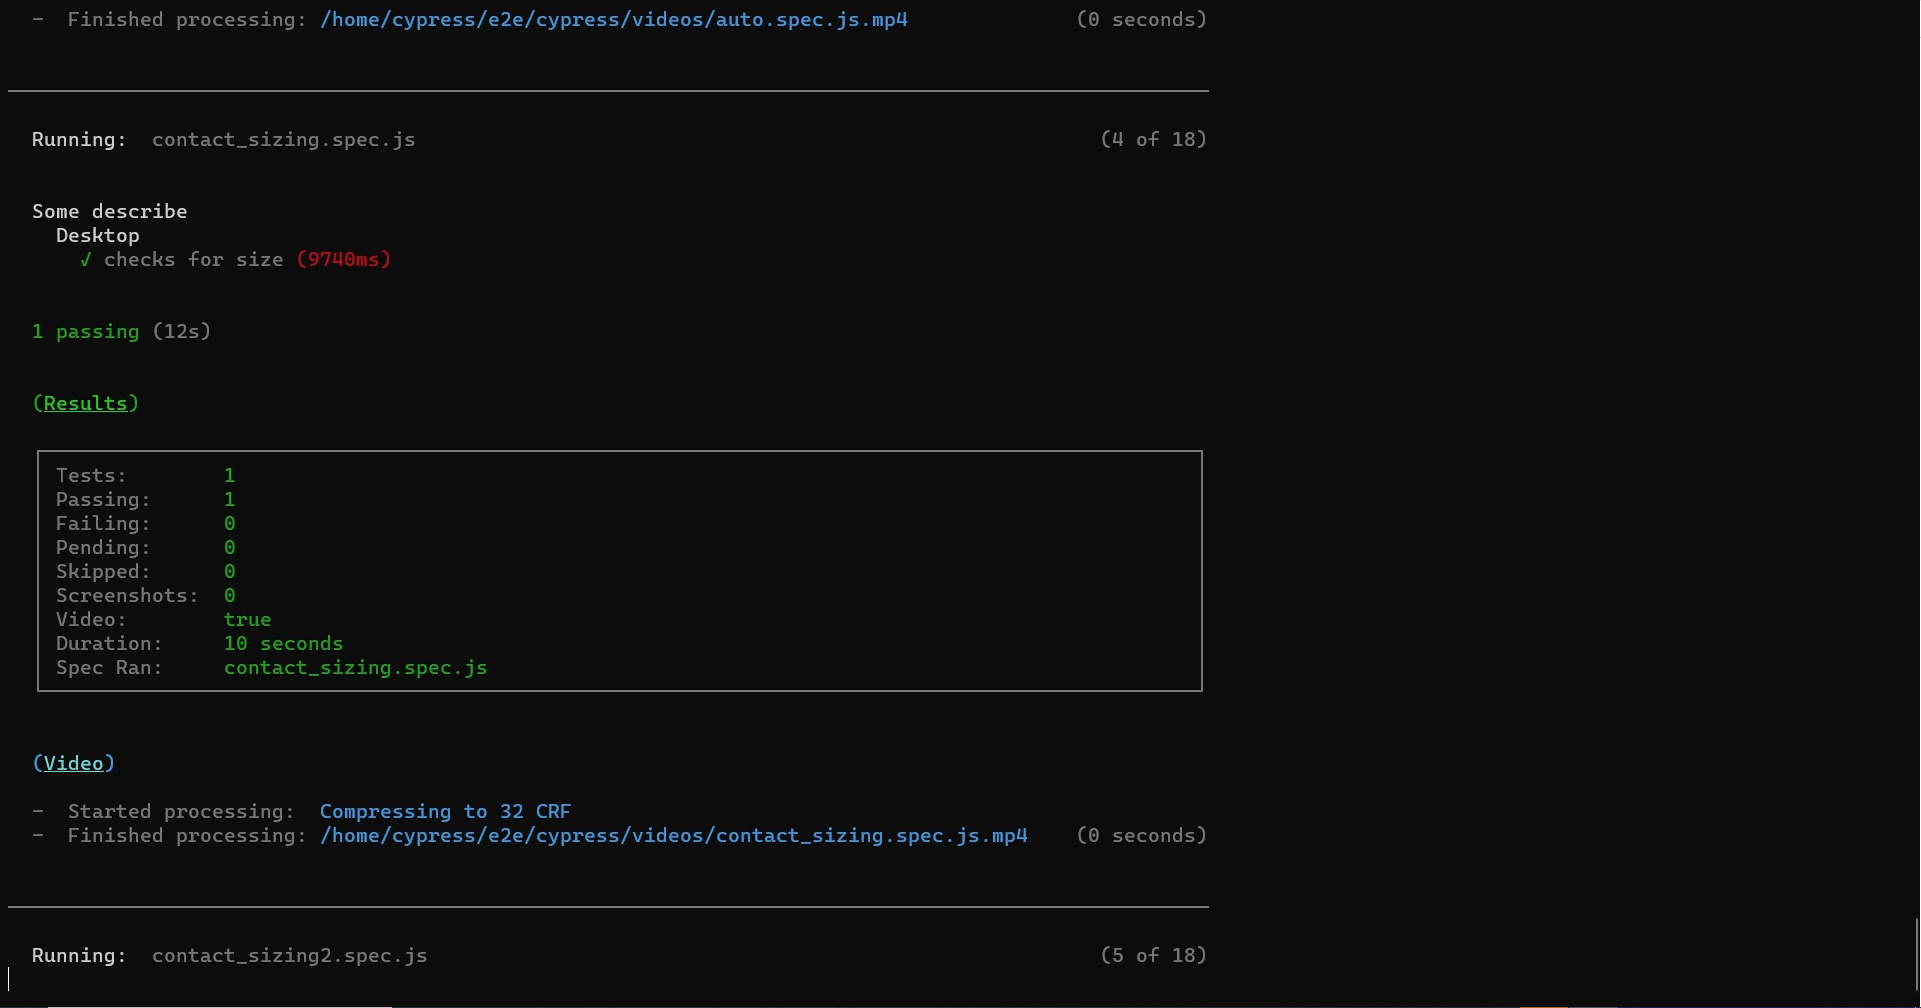 – Finished processing: /home/cypress/e2e/cypress/videos/auto.spec.js.mp4 (0 seconds)
Running: contact_sizing.spec.js (4 of 18)
Some describe
Desktop
√ checks for size (9740ms)
1 passing (12s)
(Results)
Tests: 1
Passing: 1
Failing: 0
Pending: 0
Skipped: 0
Screenshots: 0
Video: true
Duration: 10 seconds
Spec Ran: contact_sizing.spec.js
(Video)
– Started processing: Compressing to 32 CRF
– Finished processing: /home/cypress/e2e/cypress/videos/contact_sizing.spec.js.mp4 (0 seconds)
Running: contact_sizing2.spec.js (5 of 18)